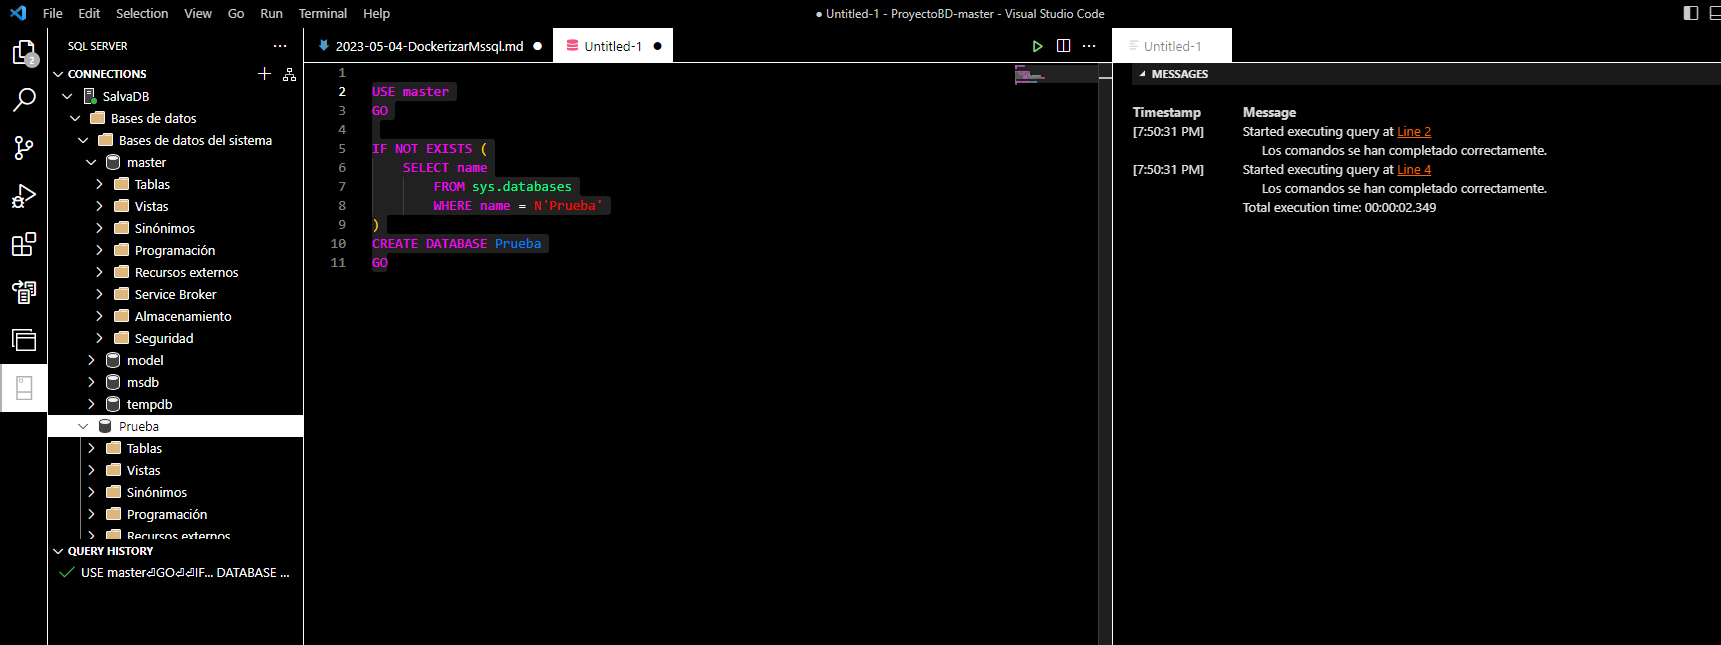 File Edit Selection View Go Run Terminal Help
● Untitled-1 - ProyectoBD-master - Visual Studio Code
2
SQL SERVER ···
CONNECTIONS
SalvaDB
Bases de datos
Bases de datos del sistema
master
Tablas
Vistas
Sinónimos
Programación
Recursos externos
Service Broker
Almacenamiento
Seguridad
model
msdb
tempdb
Prueba
Tablas
Vistas
Sinónimos
Programación
Recursos externos
QUERY HISTORY
USE master⏎GO⏎⏎IF... DATABASE ...
2023-05-04-DockerizarMssql.md ●
Untitled-1 ●
1
2 USE master
3 GO
4
5 IF NOT EXISTS (
6 SELECT name
7 FROM sys.databases
8 WHERE name = N'Prueba'
9 )
10 CREATE DATABASE Prueba
11 GO
Untitled-1
MESSAGES
Timestamp Message
[7:50:31 PM] Started executing query at Line 2
Los comandos se han completado correctamente.
[7:50:31 PM] Started executing query at Line 4
Los comandos se han completado correctamente.
Total execution time: 00:00:02.349